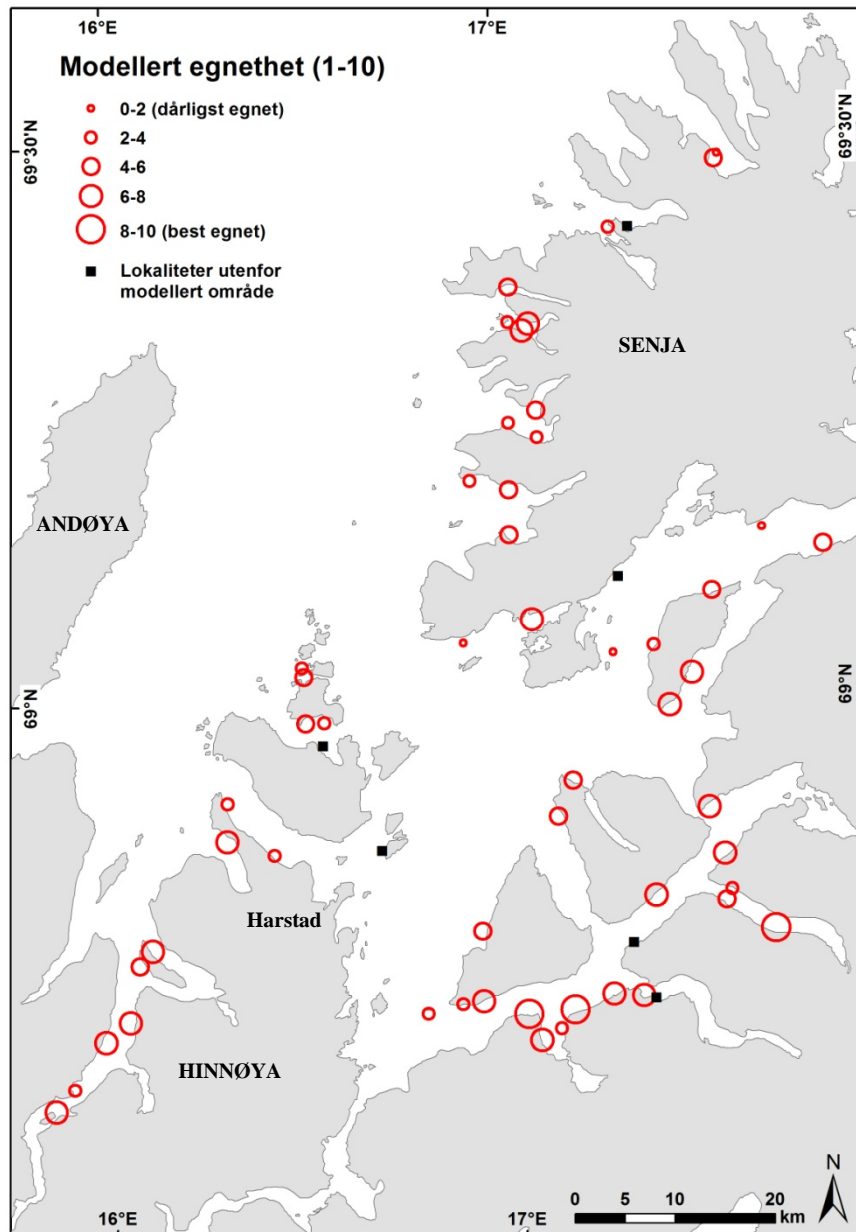 16°E
17°E
Modellert egnethet (1-10)
0-2 (dårligst egnet)
2-4
4-6
6-8
8-10 (best egnet)
Lokaliteter utenfor
modellert område
69°30'N
69°30'N
SENJA
ANDØYA
69°N
69°N
Harstad
HINNØYA
N
0 5 10 20
km
16°E
17°E